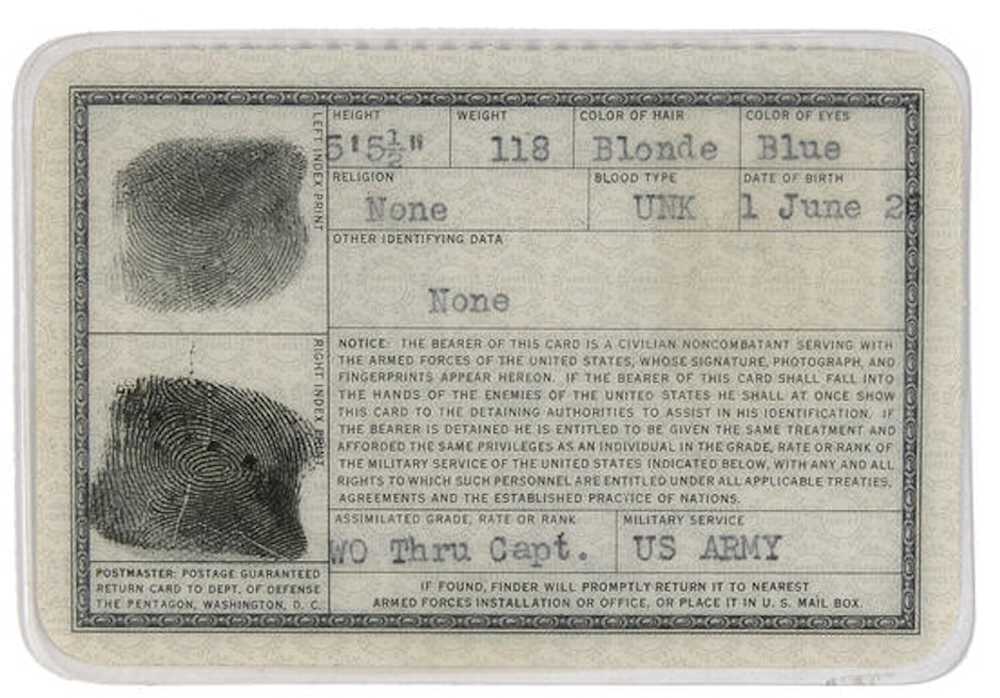 LEFT INDEX PRINT
HEIGHT WEIGHT COLOR OF HAIR COLOR OF EYES
5'5½" 118 Blonde Blue
RELIGION BLOOD TYPE DATE OF BIRTH
None UNK 1 June
OTHER IDENTIFYING DATA
None
RIGHT INDEX PRINT
NOTICE: THE BEARER OF THIS CARD IS A CIVILIAN NONCOMBATANT SERVING WITH
THE ARMED FORCES OF THE UNITED STATES, WHOSE SIGNATURE, PHOTOGRAPH, AND
FINGERPRINTS APPEAR HEREON. IF THE BEARER OF THIS CARD SHALL FALL INTO
THE HANDS OF THE ENEMIES OF THE UNITED STATES HE SHALL AT ONCE SHOW
THIS CARD TO THE DETAINING AUTHORITIES TO ASSIST IN HIS IDENTIFICATION. IF
THE BEARER IS DETAINED HE IS ENTITLED TO BE GIVEN THE SAME TREATMENT AND
AFFORDED THE SAME PRIVILEGES AS AN INDIVIDUAL IN THE GRADE, RATE OR RANK OF
THE MILITARY SERVICE OF THE UNITED STATES INDICATED BELOW, WITH ANY AND ALL
RIGHTS TO WHICH SUCH PERSONNEL ARE ENTITLED UNDER ALL APPLICABLE TREATIES,
AGREEMENTS AND THE ESTABLISHED PRACTICE OF NATIONS.
ASSIMILATED GRADE, RATE OR RANK MILITARY SERVICE
WO Thru Capt. US ARMY
POSTMASTER: POSTAGE GUARANTEED
RETURN CARD TO DEPT. OF DEFENSE
THE PENTAGON, WASHINGTON, D. C.
IF FOUND, FINDER WILL PROMPTLY RETURN IT TO NEAREST
ARMED FORCES INSTALLATION OR OFFICE, OR PLACE IT IN U. S. MAIL BOX.